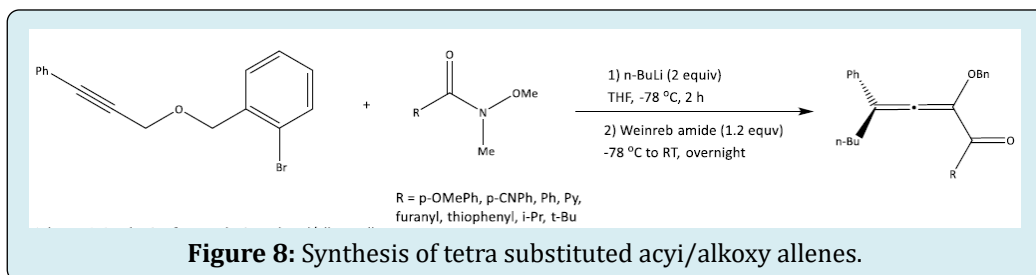 Ph
O
Br
+
O
R
N
OMe
Me
R = p-OMePh, p-CNPh, Ph, Py,
furanyl, thiophenyl, i-Pr, t-Bu
1) n-BuLi (2 equiv)
THF, -78 °C, 2 h
2) Weinreb amide (1.2 equv)
-78 °C to RT, overnight
Ph
OBn
n-Bu
O
R
Figure 8: Synthesis of tetra substituted acyi/alkoxy allenes.